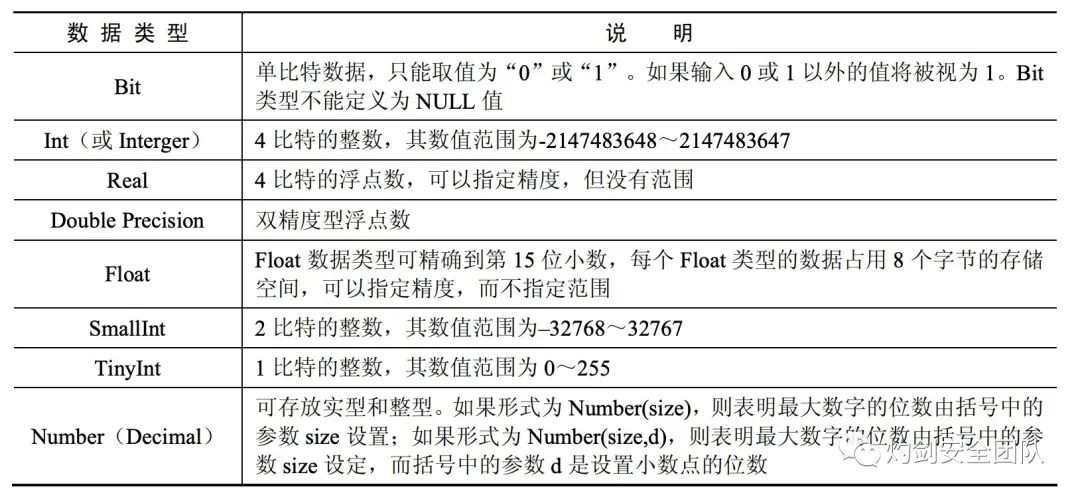 数 据 类 型
说 明
Bit
单比特数据，只能取值为“0”或“1”。如果输入 0 或 1 以外的值将被视为 1。Bit
类型不能定义为 NULL 值
Int（或 Interger）
4 比特的整数，其数值范围为-2147483648～2147483647
Real
4 比特的浮点数，可以指定精度，但没有范围
Double Precision
双精度型浮点数
Float
Float 数据类型可精确到第 15 位小数，每个 Float 类型的数据占用 8 个字节的存储
空间，可以指定精度，而不指定范围
SmallInt
2 比特的整数，其数值范围为–32768～32767
TinyInt
1 比特的整数，其数值范围为 0～255
Number（Decimal）
可存放实型和整型。如果形式为 Number(size)，则表明最大数字的位数由括号中的
参数 size 设置；如果形式为 Number(size,d)，则表明最大数字的位数由括号中的参
数 size 设定，而括号中的参数 d 是设置小数点的位数
灼剑安全团队